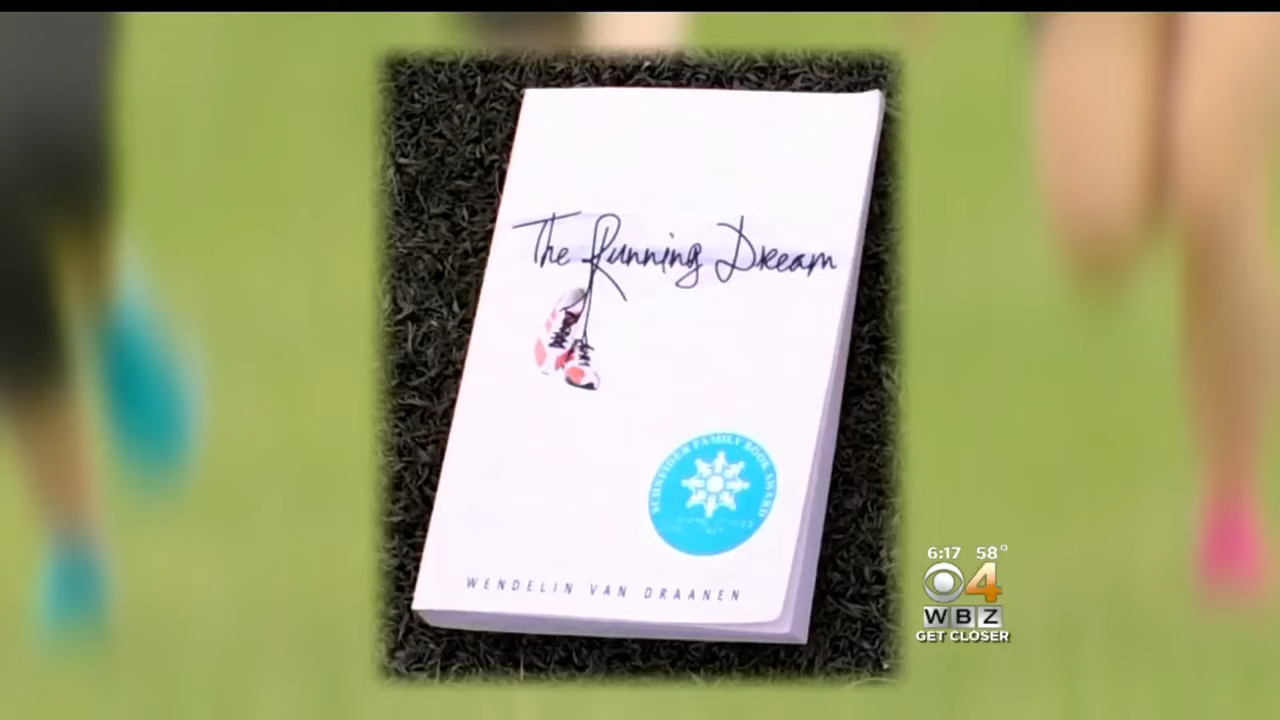 The Running Dream
SCHNEIDER FAMILY BOOK AWARD
WENDELIN VAN DRAANEN
6:17 58°
4
WBZ
GET CLOSER